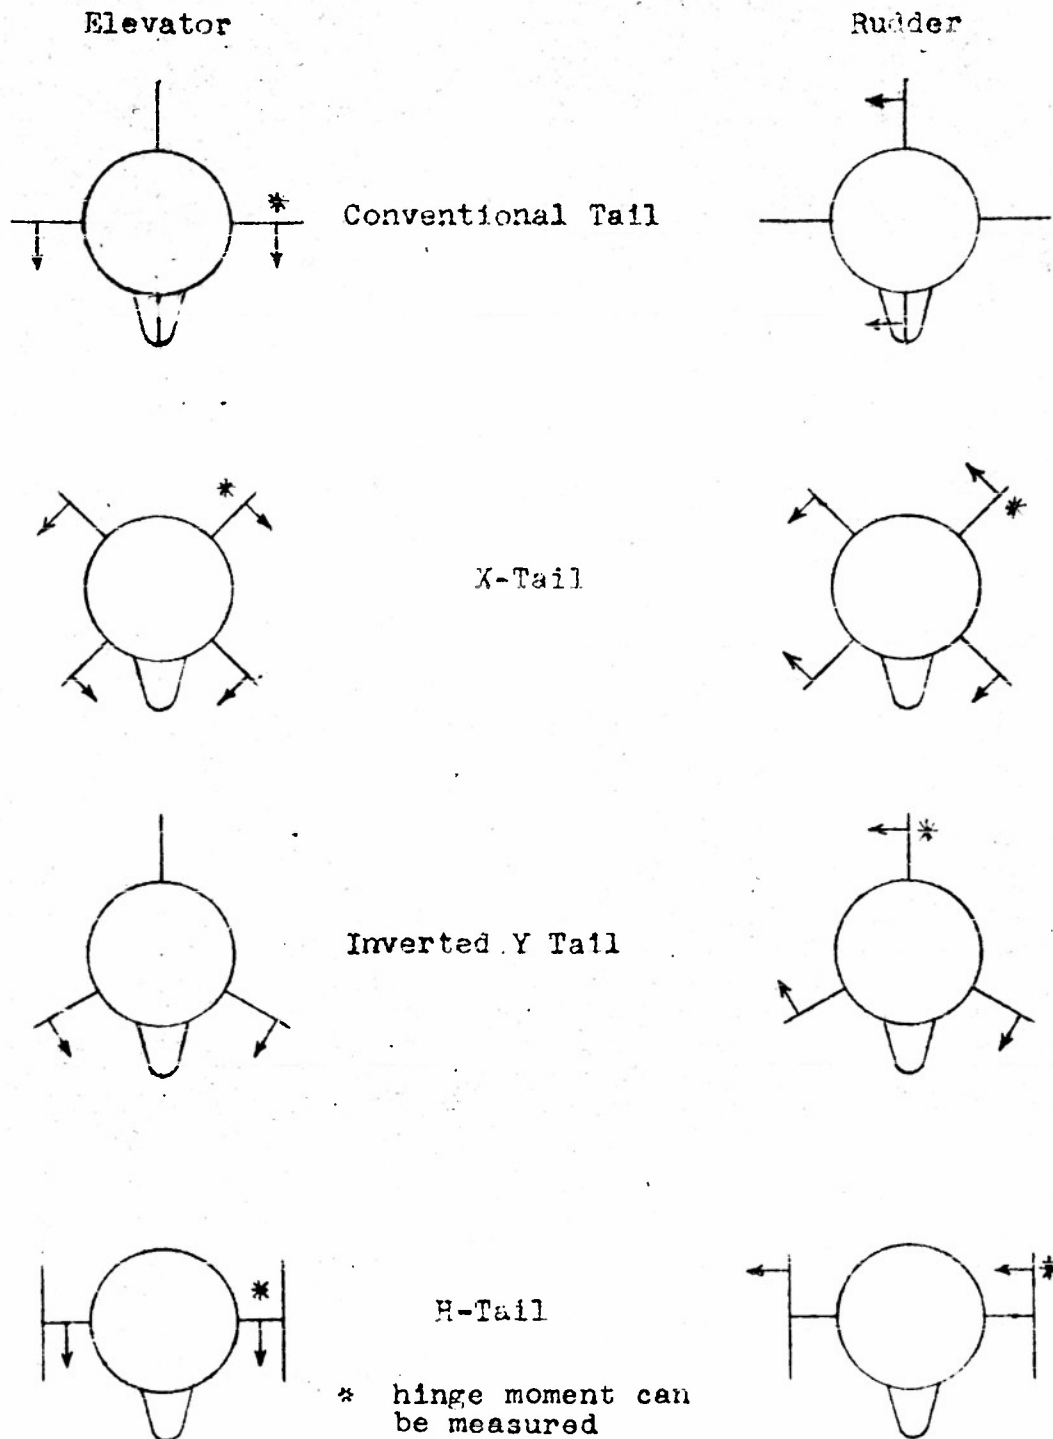 Elevator
Rudder
*
Conventional Tail
*
*
X-Tail
*
Inverted Y Tail
*
*
H-Tail
* hinge moment can
be measured